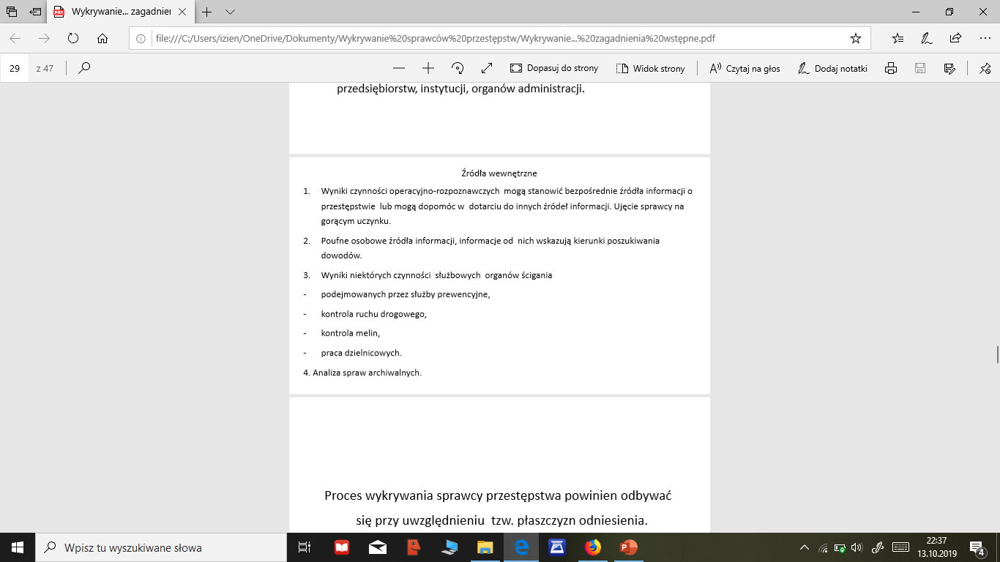 Wykrywanie... zagadnier
file:///C:/Users/izien/OneDrive/Dokumenty/Wykrywanie%20sprawców%20przestępstw/Wykrywanie...%20zagadnienia%20wstępne.pdf
29 z 47 Dopasuj do strony Widok strony Czytaj na głos Dodaj notatki
przedsiębiorstw, instytucji, organów administracji.
Źródła wewnętrzne
1. Wyniki czynności operacyjno-rozpoznawczych mogą stanowić bezpośrednie źródła informacji o
przestępstwie lub mogą dopomóc w dotarciu do innych źródeł informacji. Ujęcie sprawcy na
gorącym uczynku.
2. Poufne osobowe źródła informacji, informacje od nich wskazują kierunki poszukiwania
dowodów.
3. Wyniki niektórych czynności służbowych organów ścigania
- podejmowanych przez służby prewencyjne,
- kontrola ruchu drogowego,
- kontrola melin,
- praca dzielnicowych.
4. Analiza spraw archiwalnych.
Proces wykrywania sprawcy przestępstwa powinien odbywać
się przy uwzględnieniu tzw. płaszczyzn odniesienia.
Wpisz tu wyszukiwane słowa
22:37
13.10.2019
4